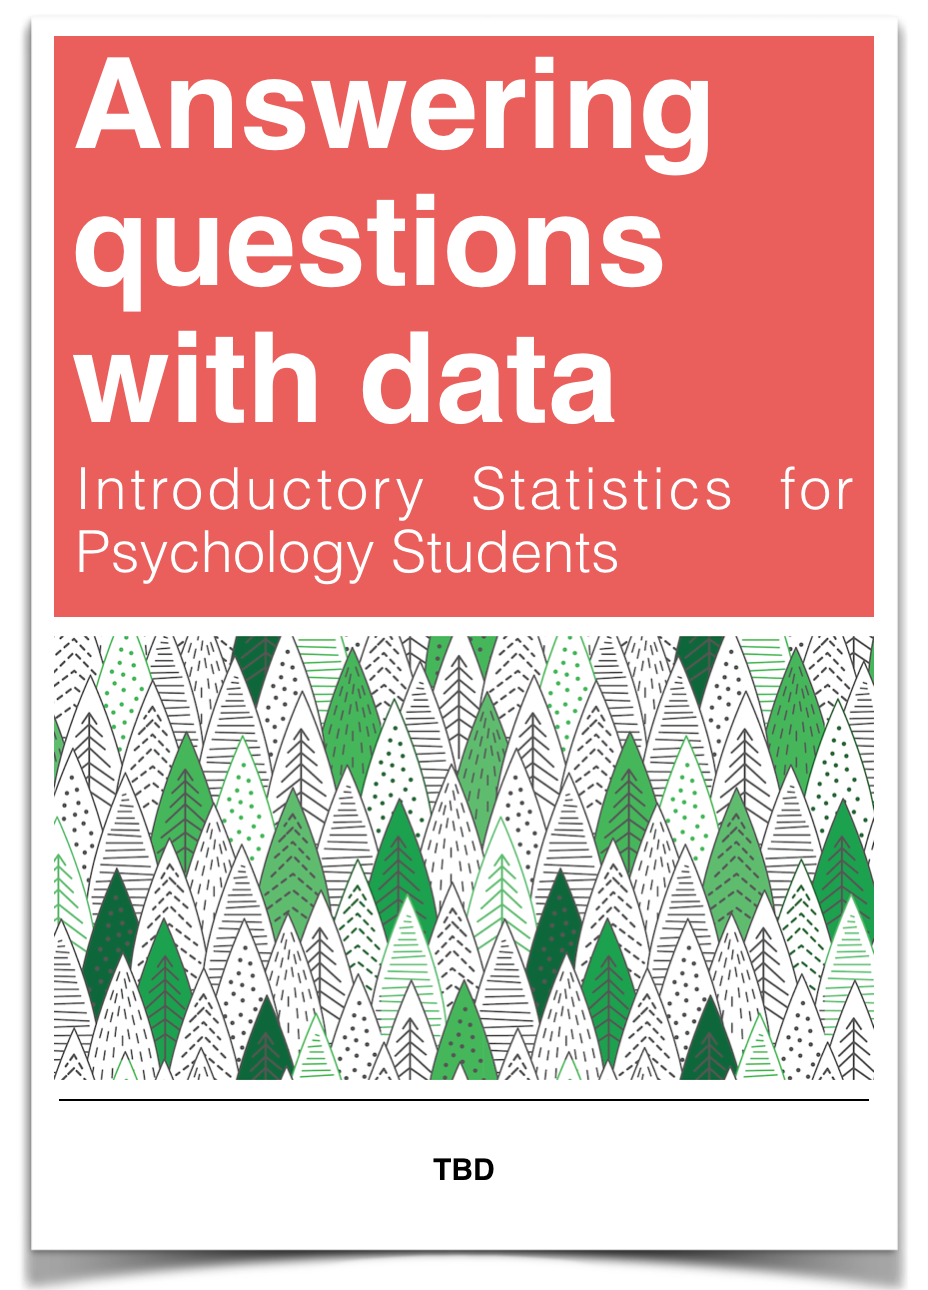 Answering
questions
with data
Introductory Statistics for
Psychology Students
TBD